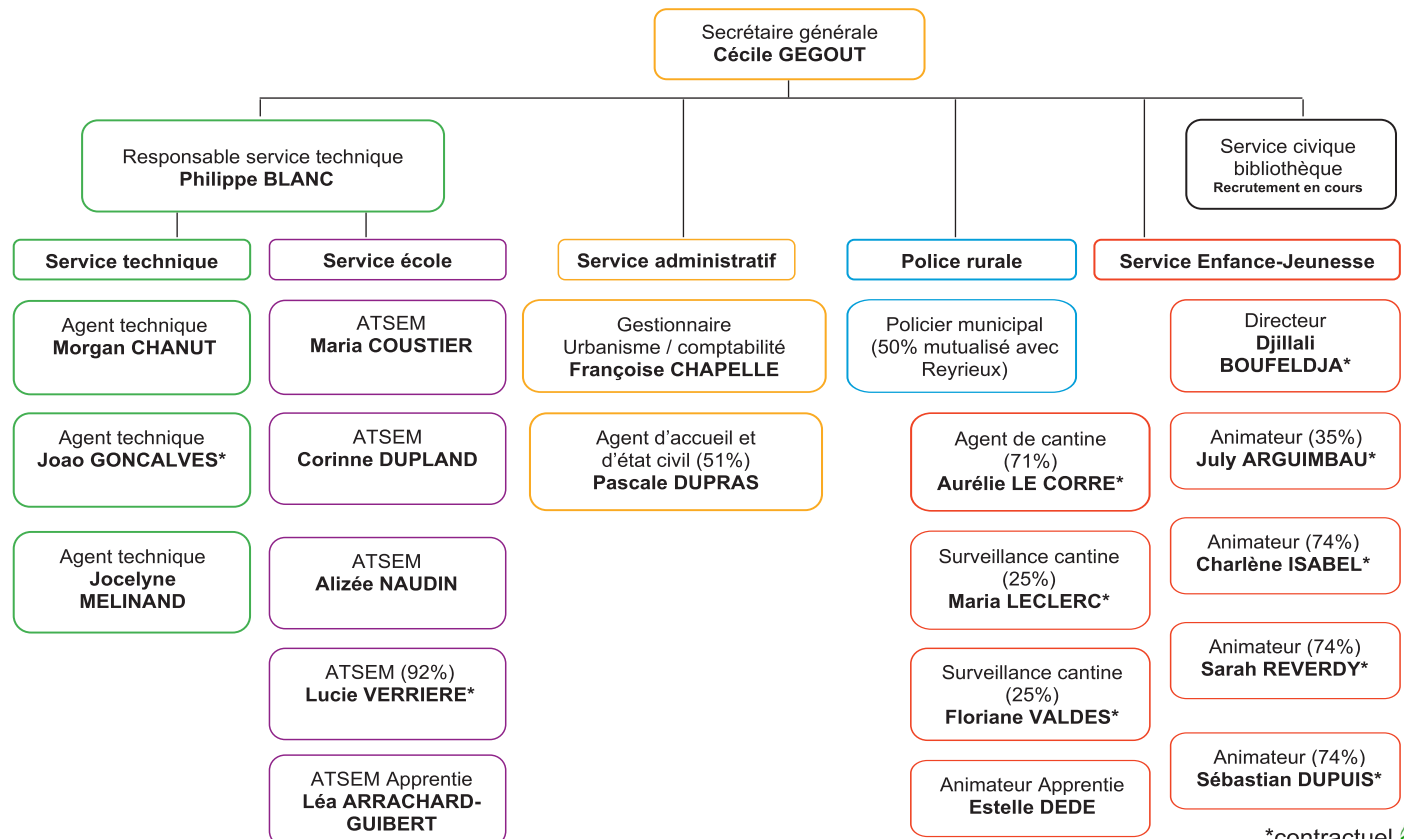 Secrétaire générale
Cécile GEGOUT
Responsable service technique
Philippe BLANC
Service civique
bibliothèque
Recrutement en cours
Service technique
Agent technique
Morgan CHANUT
Agent technique
Joao GONCALVES*
Agent technique
Jocelyne
MELINAND
Service école
ATSEM
Maria COUSTIER
ATSEM
Corinne DUPLAND
ATSEM
Alizée NAUDIN
ATSEM (92%)
Lucie VERRIERE*
ATSEM Apprentie
Léa ARRACHARD-
GUIBERT
Service administratif
Gestionnaire
Urbanisme / comptabilité
Françoise CHAPELLE
Agent d’accueil et
d’état civil (51%)
Pascale DUPRAS
Police rurale
Policier municipal
(50% mutualisé avec
Reyrieux)
Service Enfance-Jeunesse
Agent de cantine
(71%)
Aurélie LE CORRE*
Surveillance cantine
(25%)
Maria LECLERC*
Surveillance cantine
(25%)
Floriane VALDES*
Animateur Apprentie
Estelle DEDE
Directeur
Djillali
BOUFELDJA*
Animateur (35%)
July ARGUIMBAU*
Animateur (74%)
Charlène ISABEL*
Animateur (74%)
Sarah REVERDY*
Animateur (74%)
Sébastian DUPUIS*
*contractuel